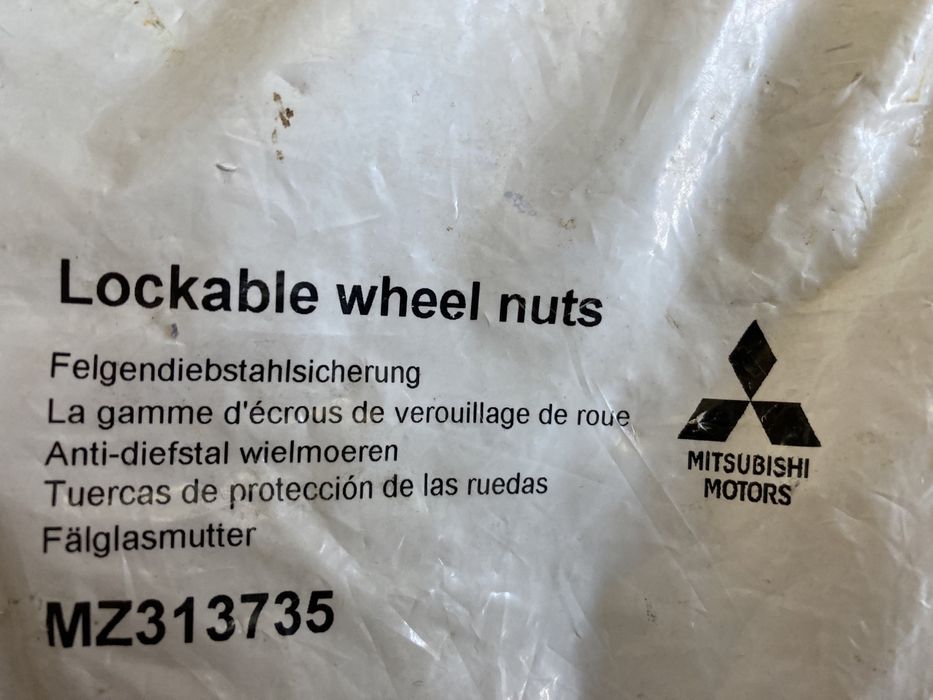 Lockable wheel nuts
Felgendiebstahlsicherung
La gamme d'écrous de verouillage de roue
Anti-diefstal wielmoeren
Tuercas de protección de las ruedas
Fälglasmutter
MZ313735
MITSUBISHI
MOTORS